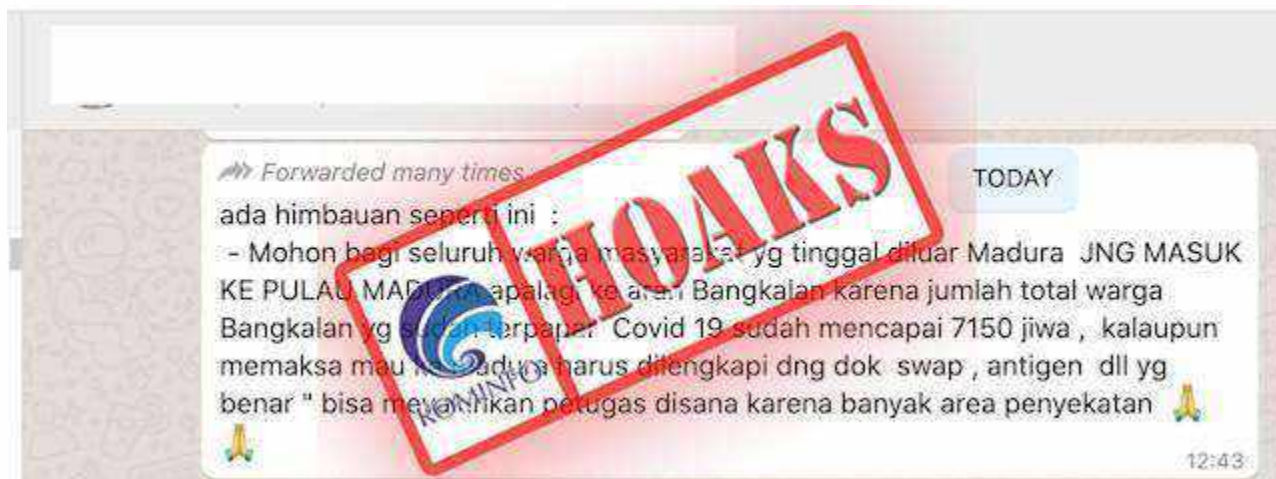 Forwarded many times
TODAY
ada himbauan seperti ini :
- Mohon bagi seluruh warga masyarakat yg tinggal diluar Madura JNG MASUK
KE PULAU MADURA apalagi ke arah Bangkalan karena jumlah total warga
Bangkalan yg sudah terpapar Covid 19 sudah mencapai 7150 jiwa , kalaupun
memaksa mau ke Madura harus dilengkapi dng dok swap , antigen dll yg
benar " bisa meyakinkan petugas disana karena banyak area penyekatan
12:43
HOAKS
KOMINFO